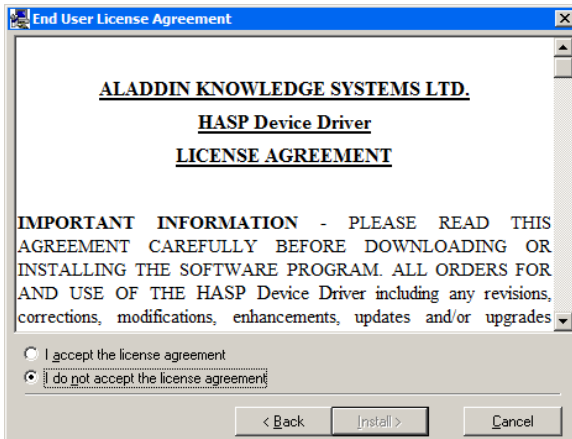 End User License Agreement
ALADDIN KNOWLEDGE SYSTEMS LTD.
HASP Device Driver
LICENSE AGREEMENT
IMPORTANT INFORMATION - PLEASE READ THIS
AGREEMENT CAREFULLY BEFORE DOWNLOADING OR
INSTALLING THE SOFTWARE PROGRAM. ALL ORDERS FOR
AND USE OF THE HASP Device Driver including any revisions,
corrections, modifications, enhancements, updates and/or upgrades
I accept the license agreement
I do not accept the license agreement
< Back
Install >
Cancel